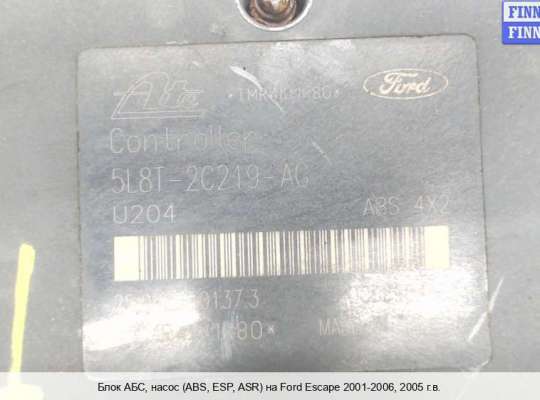 FINN
FINN
Ate
Ford
Controller
5L8T-2C219-AG
U204 ABS 4X2
Блок АБС, насос (ABS, ESP, ASR) на Ford Escape 2001-2006, 2005 г.в.